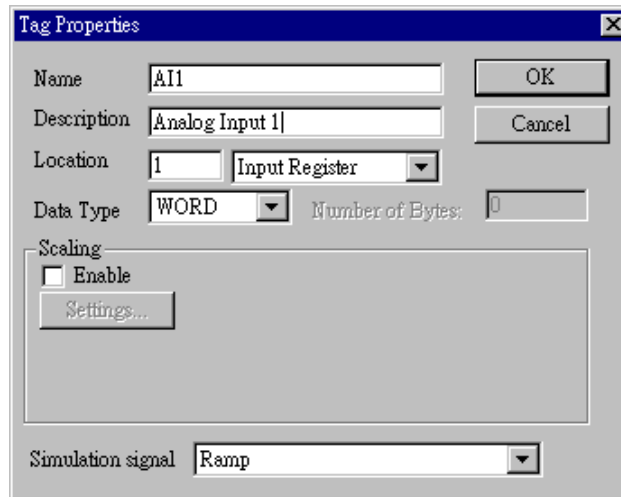 Tag Properties
Name AI1 OK
Description Analog Input 1 Cancel
Location 1 Input Register
Data Type WORD Number of Bytes: 0
Scaling
Enable
Settings...
Simulation signal Ramp